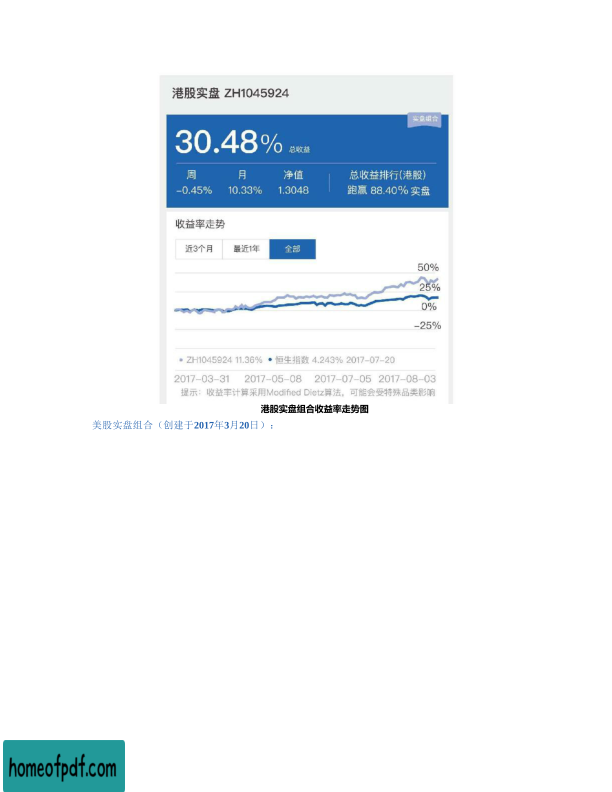 港股实盘 ZH1045924
实盘组合
30.48% 总收益
周 月 净值 总收益排行(港股)
-0.45% 10.33% 1.3048 跑赢 88.40% 实盘
收益率走势
近3个月 最近1年 全部
50%
25%
0%
-25%
ZH1045924 11.36% 恒生指数 4.243% 2017-07-20
2017-03-31 2017-05-08 2017-07-05 2017-08-03
提示：收益率计算采用Modified Dietz算法，可能会受特殊品类影响
港股实盘组合收益率走势图
美股实盘组合（创建于2017年3月20日）：
homeofpdf.com